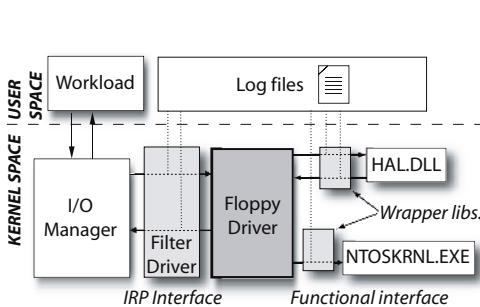 USER
SPACE
Workload
Log files
KERNEL SPACE
I/O
Manager
Filter
Driver
Floppy
Driver
HAL.DLL
Wrapper libs.
NTOSKRNL.EXE
IRP Interface
Functional interface